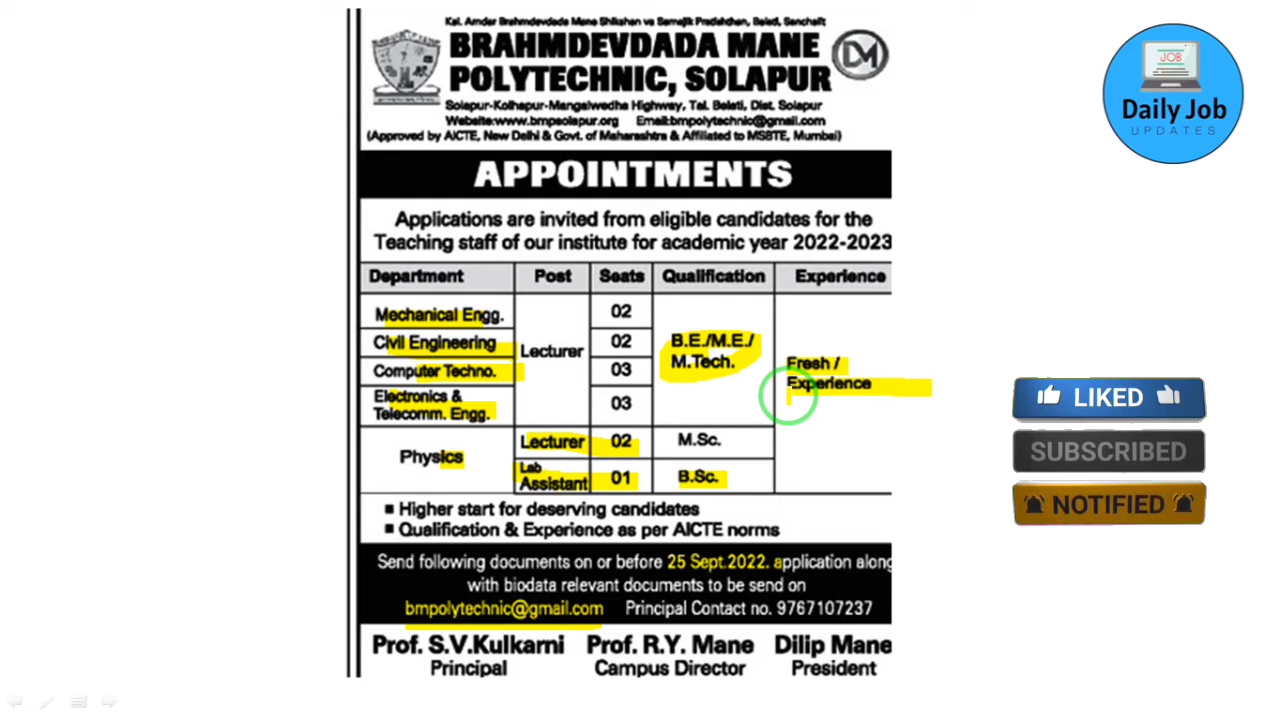 Kal. Amdar Brahmdevdada Mane Shikshan va Samajik Pratishthan, Belati, Sanchalit
BRAHMDEVDADA MANE
POLYTECHNIC, SOLAPUR
DM
Solapur-Kolhapur-Mangalwedha Highway, Tal. Belati, Dist. Solapur
Website:www.bmpsolapur.org Email:bmpolytechnic@gmail.com
(Approved by AICTE, New Delhi & Govt. of Maharashtra & Affiliated to MSBTE, Mumbai)
APPOINTMENTS
Applications are invited from eligible candidates for the
Teaching staff of our institute for academic year 2022-2023
Department Post Seats Qualification Experience
Mechanical Engg. 02
Civil Engineering 02
Computer Techno. 03
Electronics &
Telecomm. Engg. 03
Lecturer
B.E./M.E./
M.Tech.
Fresh /
Experience
Physics
Lecturer 02 M.Sc.
Lab
Assistant 01 B.Sc.
▪ Higher start for deserving candidates
▪ Qualification & Experience as per AICTE norms
Send following documents on or before 25 Sept.2022. application along
with biodata relevant documents to be send on
bmpolytechnic@gmail.com Principal Contact no. 9767107237
Prof. S.V.Kulkarni Prof. R.Y. Mane Dilip Mane
Principal Campus Director President
JOB
Daily Job
UPDATES
LIKED
SUBSCRIBED
NOTIFIED